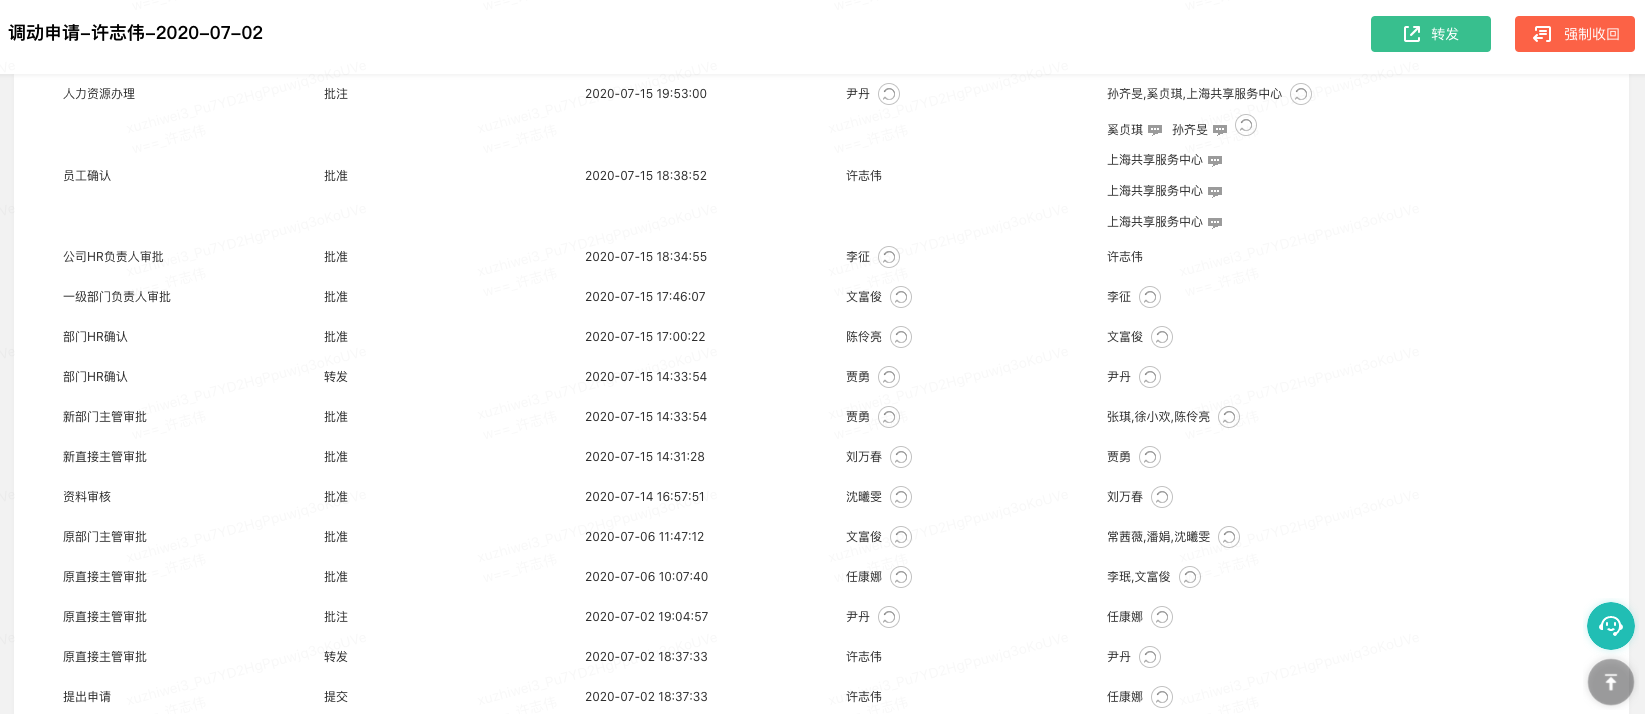 调动申请-许志伟-2020-07-02
转发
强制收回
人力资源办理 批注 2020-07-15 19:53:00 尹丹 孙齐旻,奚贞琪,上海共享服务中心
奚贞琪 孙齐旻
上海共享服务中心
员工确认 批准 2020-07-15 18:38:52 许志伟
上海共享服务中心
上海共享服务中心
公司HR负责人审批 批准 2020-07-15 18:34:55 李征 许志伟
一级部门负责人审批 批准 2020-07-15 17:46:07 文富俊 李征
部门HR确认 批准 2020-07-15 17:00:22 陈伶亮 文富俊
部门HR确认 转发 2020-07-15 14:33:54 贾勇 尹丹
新部门主管审批 批准 2020-07-15 14:33:54 贾勇 张琪,徐小欢,陈伶亮
新直接主管审批 批准 2020-07-15 14:31:28 刘万春 贾勇
资料审核 批准 2020-07-14 16:57:51 沈曦雯 刘万春
原部门主管审批 批准 2020-07-06 11:47:12 文富俊 常茜薇,潘娟,沈曦雯
原直接主管审批 批准 2020-07-06 10:07:40 任康娜 李珉,文富俊
原直接主管审批 批注 2020-07-02 19:04:57 尹丹 任康娜
原直接主管审批 转发 2020-07-02 18:37:33 许志伟 尹丹
提出申请 提交 2020-07-02 18:37:33 许志伟 任康娜